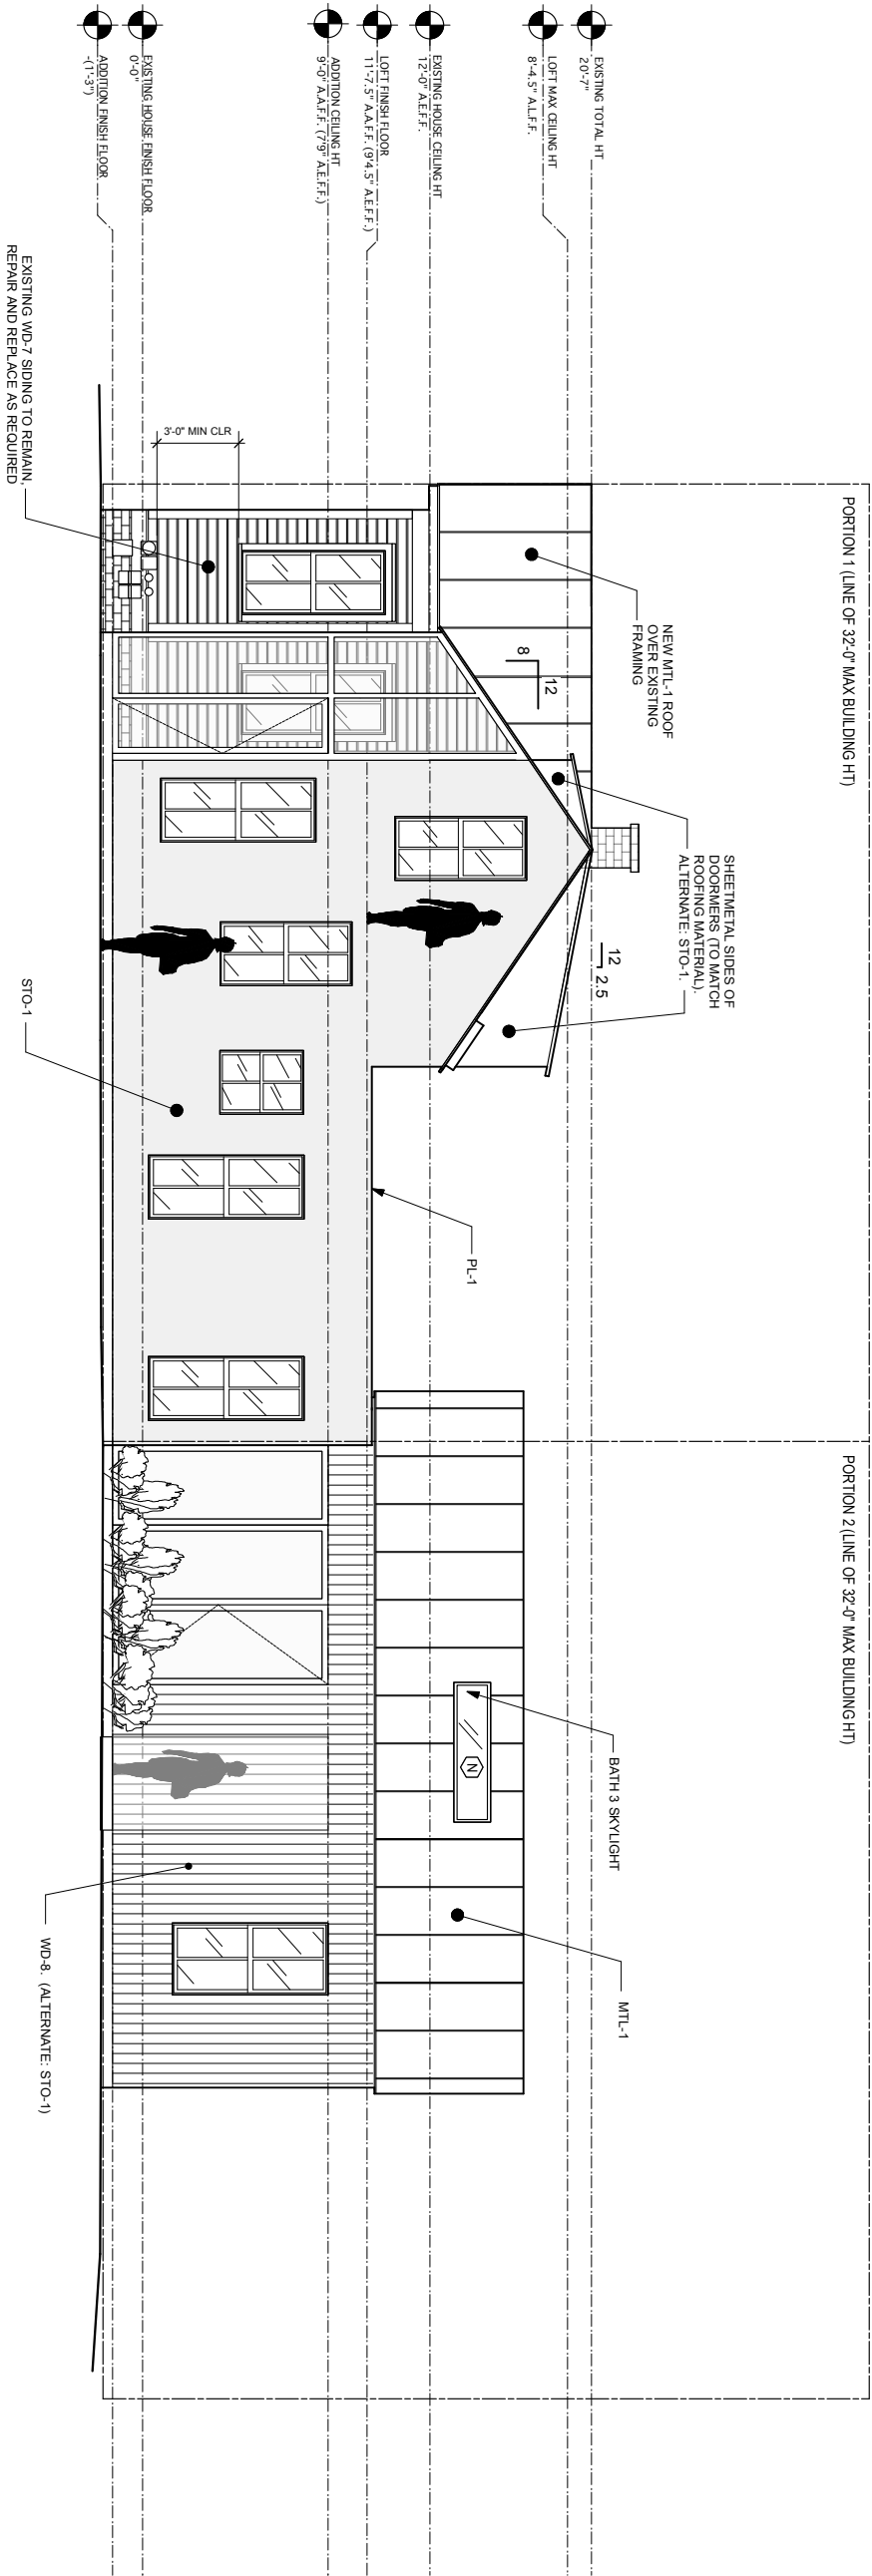 PORTION 1 (LINE OF 32'-0" MAX BUILDING HT)
PORTION 2 (LINE OF 32'-0" MAX BUILDING HT)
EXISTING TOTAL HT
20'-7"
LOFT MAX CEILING HT
8'-4.5" A.L.F.F.
EXISTING HOUSE CEILING HT
12'-0" A.E.F.F.
LOFT FINISH FLOOR
11'-7.5" A.A.F.F. (9'4.5" A.E.F.F.)
ADDITION CEILING HT
9'-0" A.A.F.F. (7'9" A.E.F.F.)
EXISTING HOUSE FINISH FLOOR
0'-0"
ADDITION FINISH FLOOR
-(1'-3")
NEW MTL-1 ROOF
OVER EXISTING
FRAMING
8
12
SHEETMETAL SIDES OF
DOORMERS (TO MATCH
ROOFING MATERIAL).
ALTERNATE: STO-1.
12
2.5
PL-1
BATH 3 SKYLIGHT
N
MTL-1
3'-0" MIN CLR
EXISTING WD-7 SIDING TO REMAIN,
REPAIR AND REPLACE AS REQUIRED
STO-1
WD-8. (ALTERNATE: STO-1)